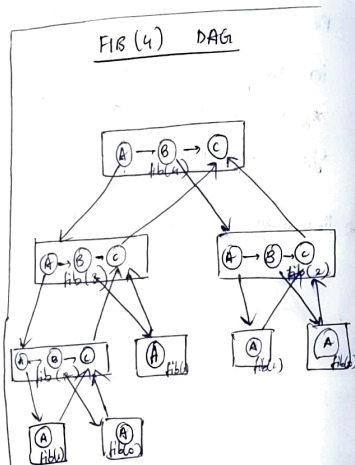 FIB (4) DAG
A B C
fib(4)
A B C
fib(3)
A B C
fib(2)
A B C
fib(2)
A
fib(1)
A
fib(1)
A
fib(0)
A
fib(1)
A
fib(0)